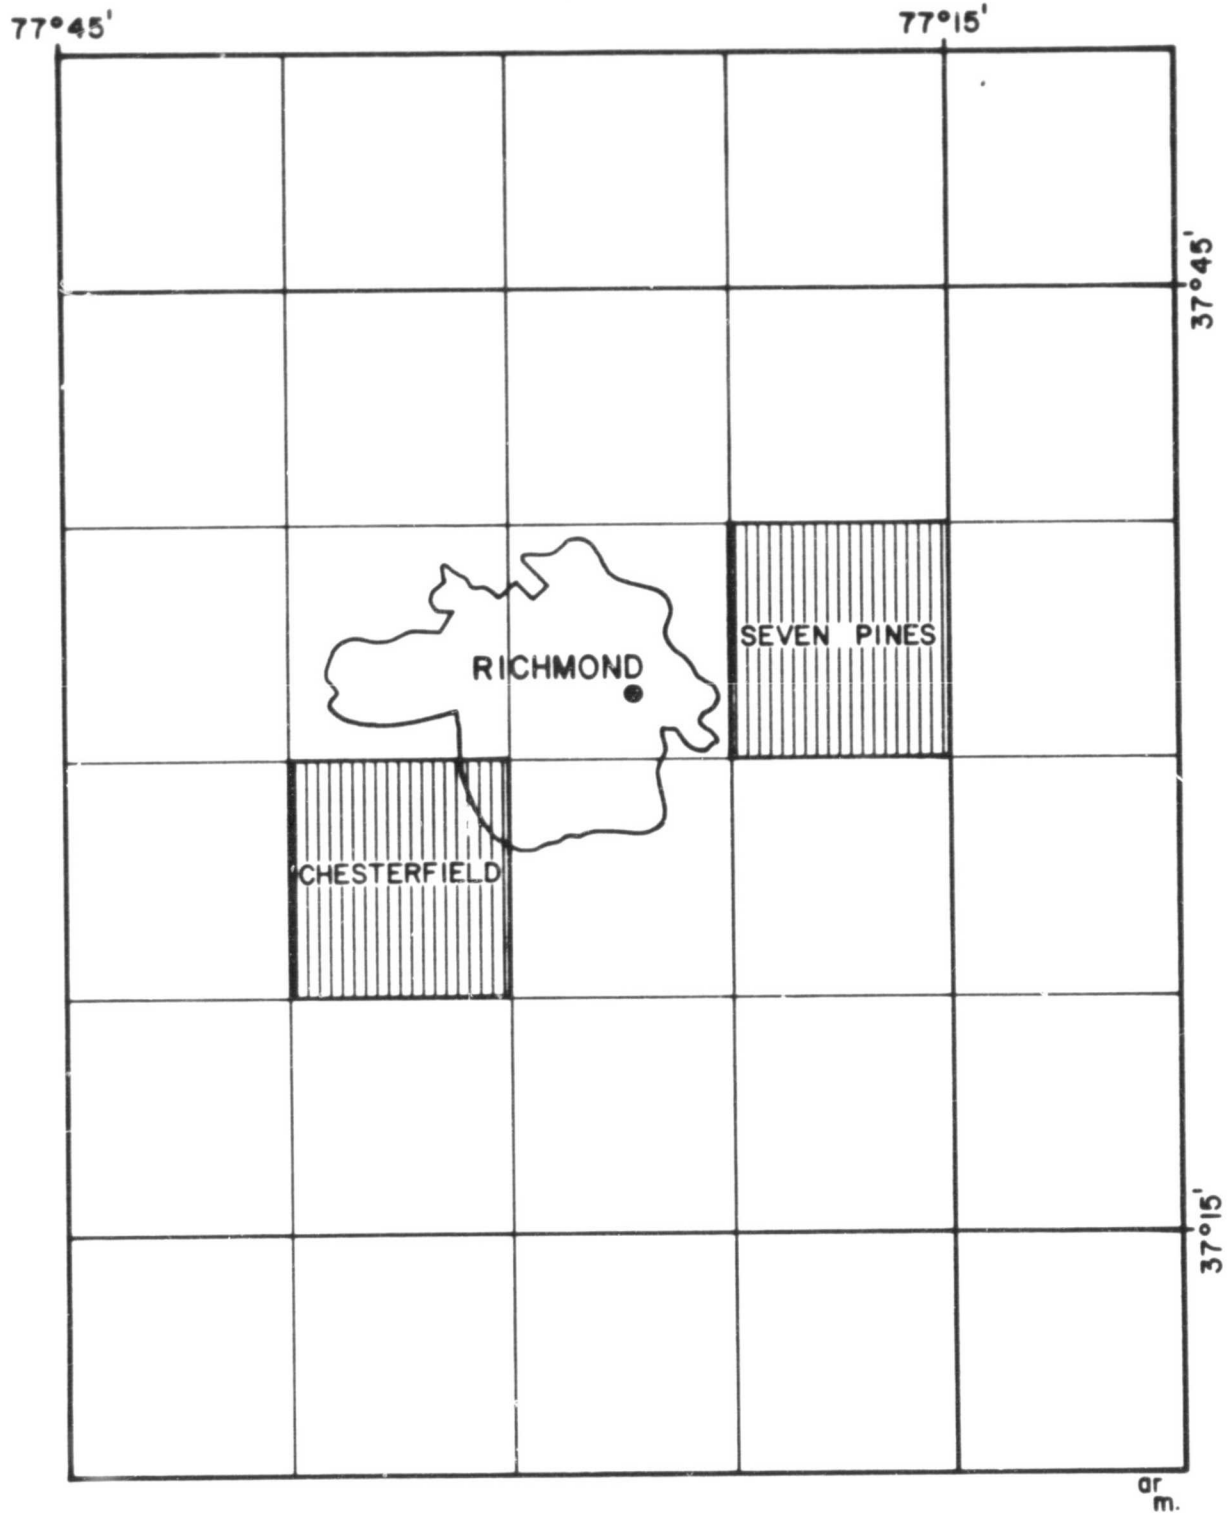 77°45'
77°15'
37°45'
SEVEN PINES
RICHMOND
CHESTERFIELD
37°15'
ar
m.